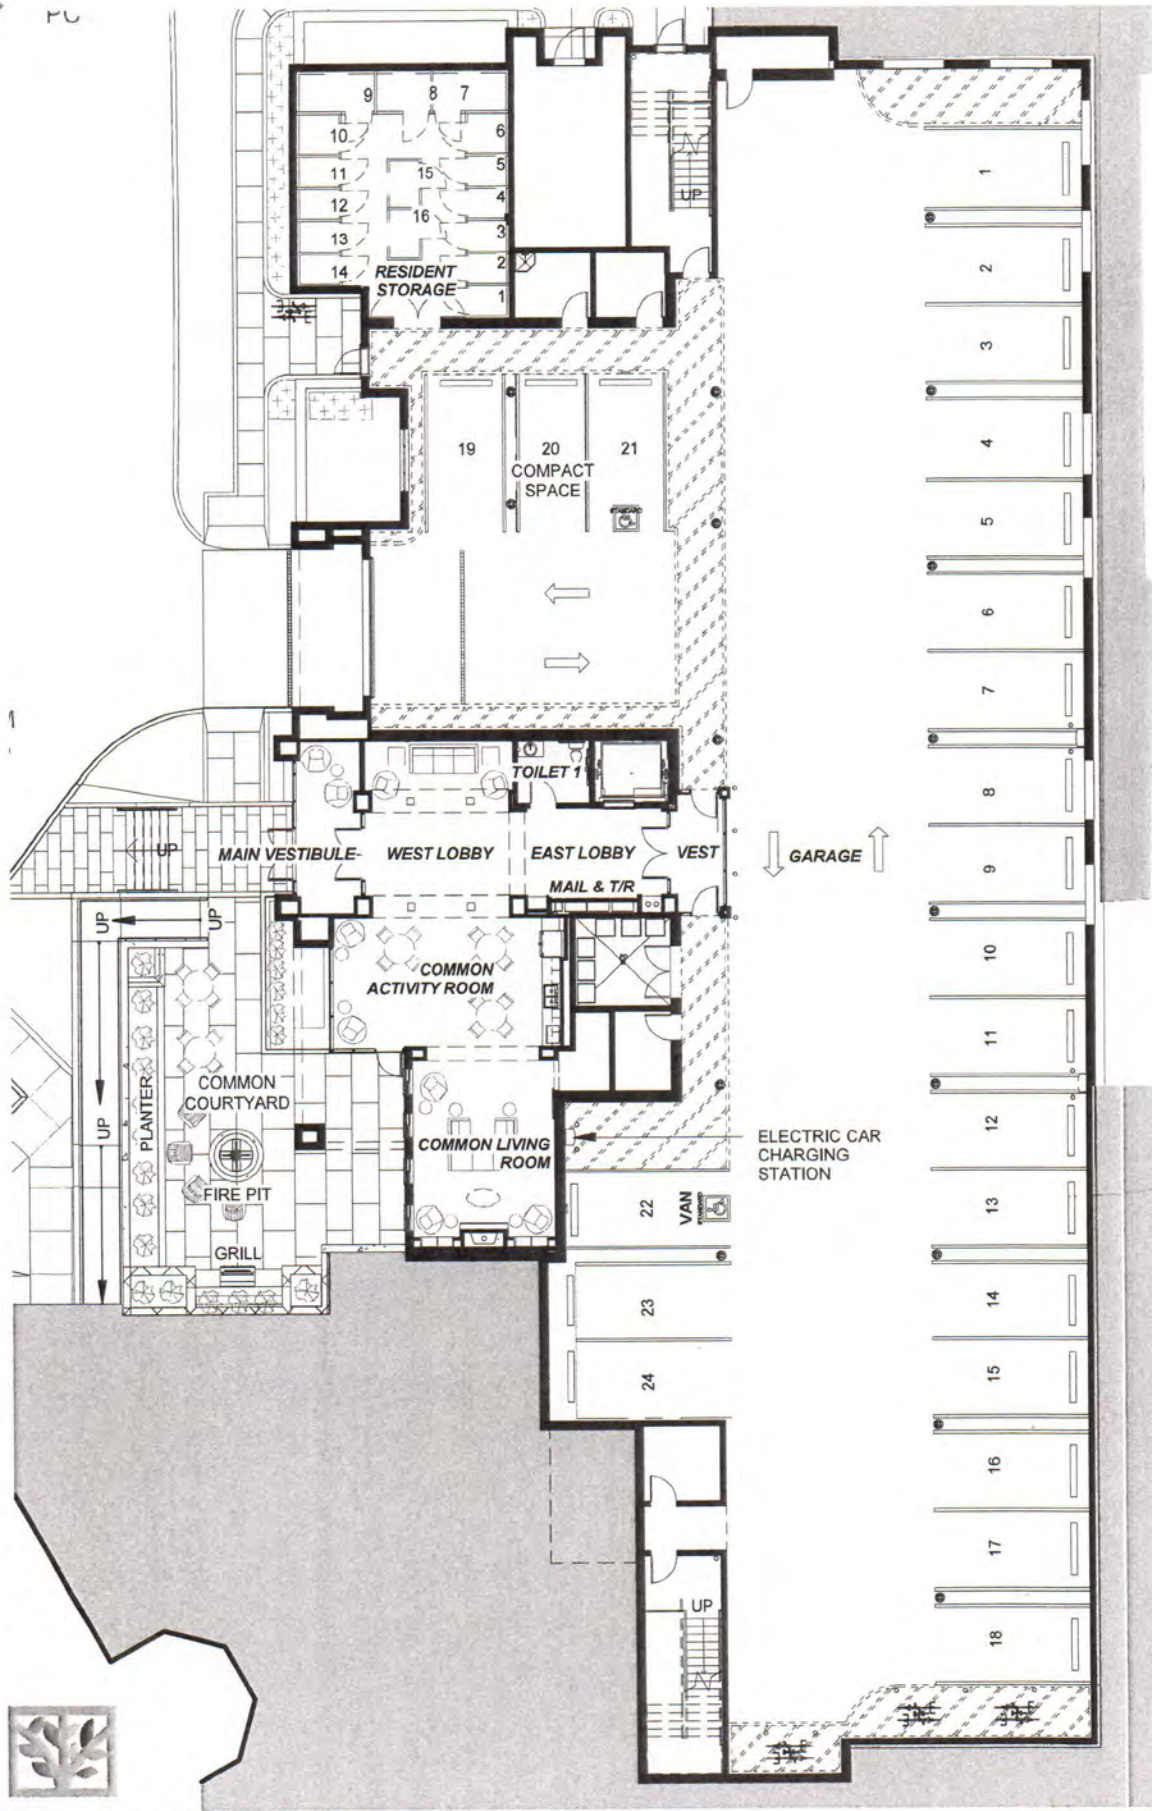 PC
9
8
7
10
6
11
15
5
12
16
4
13
3
14
2
RESIDENT
STORAGE
1
UP
1
2
3
4
5
6
7
8
9
10
11
12
13
14
15
16
17
18
19
20
COMPACT
SPACE
21
STANDARD
TOILET 1
UP
MAIN VESTIBULE-
WEST LOBBY
EAST LOBBY
VEST
GARAGE
MAIL & T/R
UP
UP
COMMON
ACTIVITY ROOM
PLANTER
COMMON
COURTYARD
UP
COMMON LIVING
ROOM
ELECTRIC CAR
CHARGING
STATION
FIRE PIT
GRILL
22
VAN
STANDARD
23
24
UP